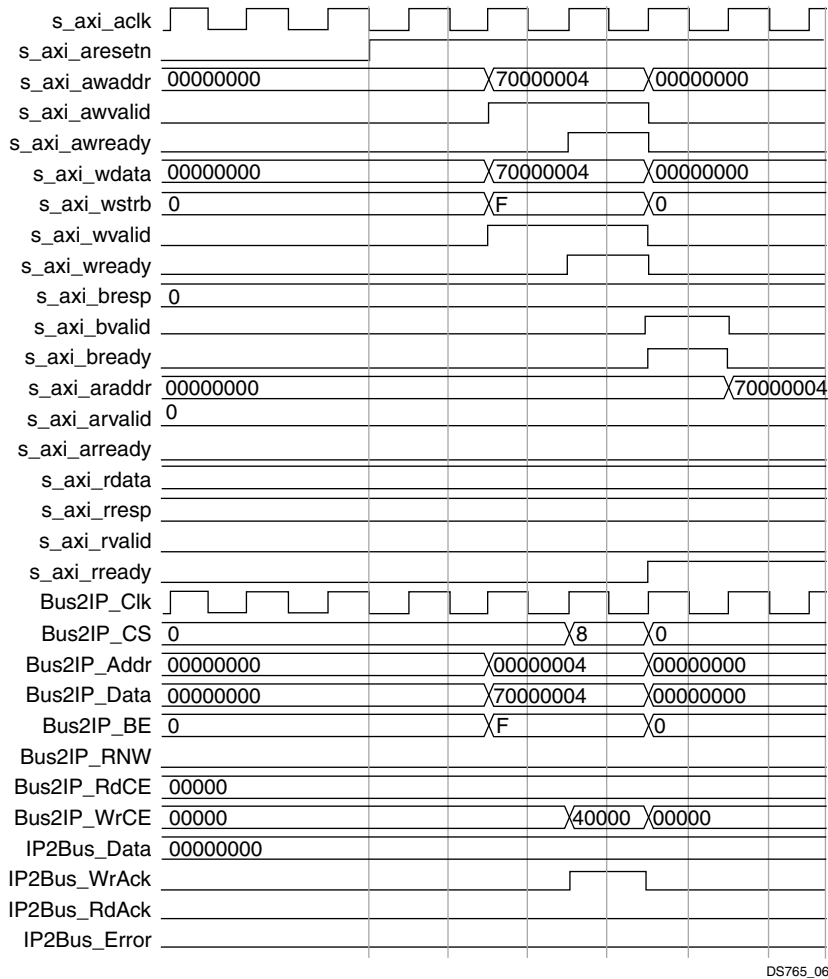 s_axi_aclk
s_axi_aresetn
s_axi_awaddr 00000000 70000004 00000000
s_axi_awvalid
s_axi_awready
s_axi_wdata 00000000 70000004 00000000
s_axi_wstrb 0 F 0
s_axi_wvalid
s_axi_wready
s_axi_bresp 0
s_axi_bvalid
s_axi_bready
s_axi_araddr 00000000 70000004
s_axi_arvalid 0
s_axi_arready
s_axi_rdata
s_axi_rresp
s_axi_rvalid
s_axi_rready
Bus2IP_Clk
Bus2IP_CS 0 8 0
Bus2IP_Addr 00000000 00000004 00000000
Bus2IP_Data 00000000 70000004 00000000
Bus2IP_BE 0 F 0
Bus2IP_RNW
Bus2IP_RdCE 00000
Bus2IP_WrCE 00000 40000 00000
IP2Bus_Data 00000000
IP2Bus_WrAck
IP2Bus_RdAck
IP2Bus_Error
DS765_06